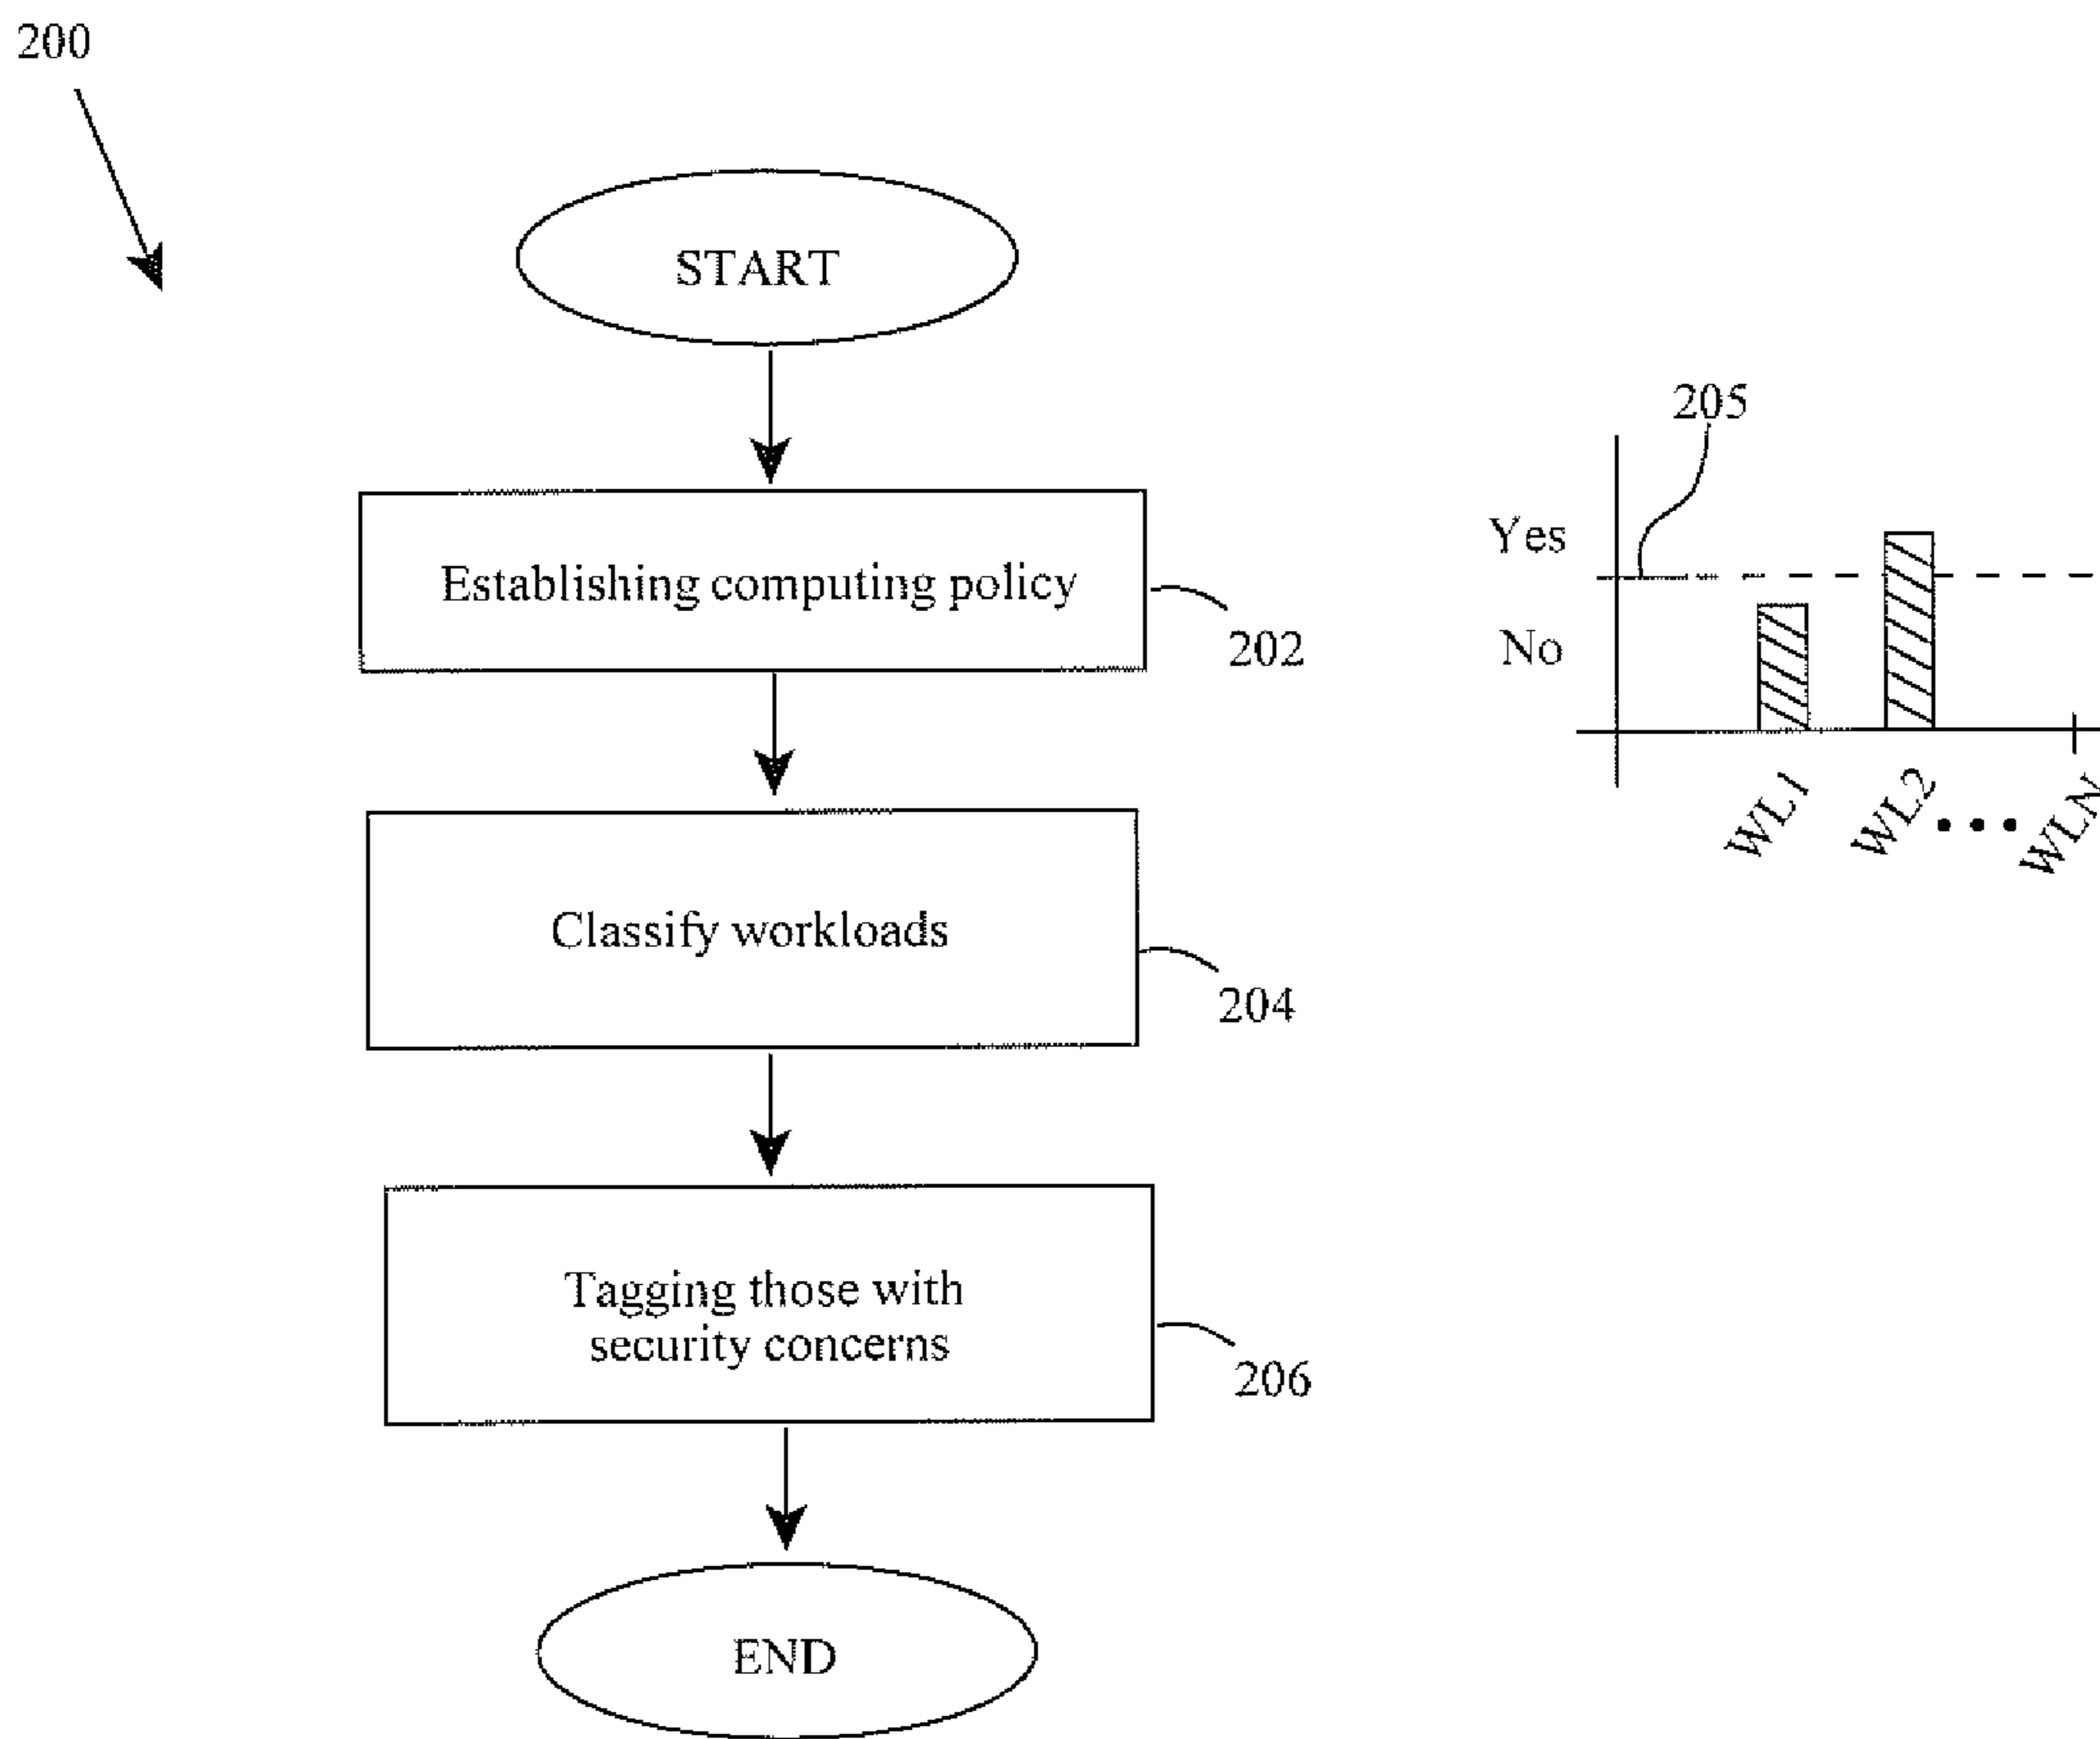 200
START
Establishing computing policy
202
Classify workloads
204
Tagging those with
security concerns
206
END
205
Yes
No
WL1
WL2
WLN